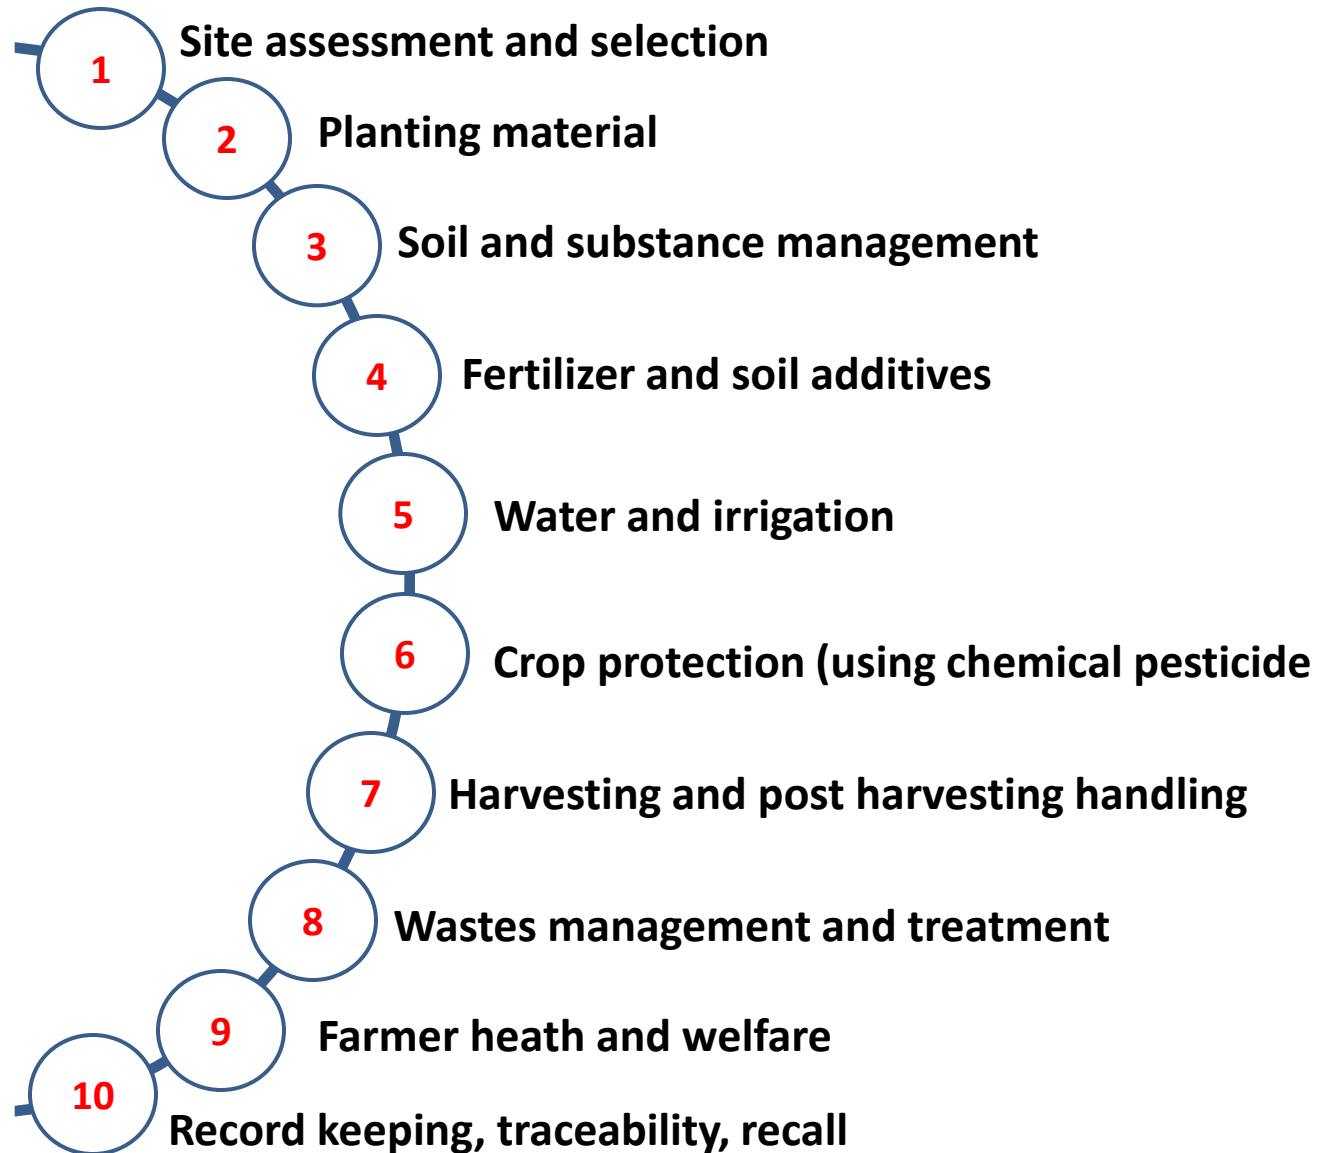 1 Site assessment and selection
2 Planting material
3 Soil and substance management
4 Fertilizer and soil additives
5 Water and irrigation
6 Crop protection (using chemical pesticide
7 Harvesting and post harvesting handling
8 Wastes management and treatment
9 Farmer heath and welfare
10 Record keeping, traceability, recall